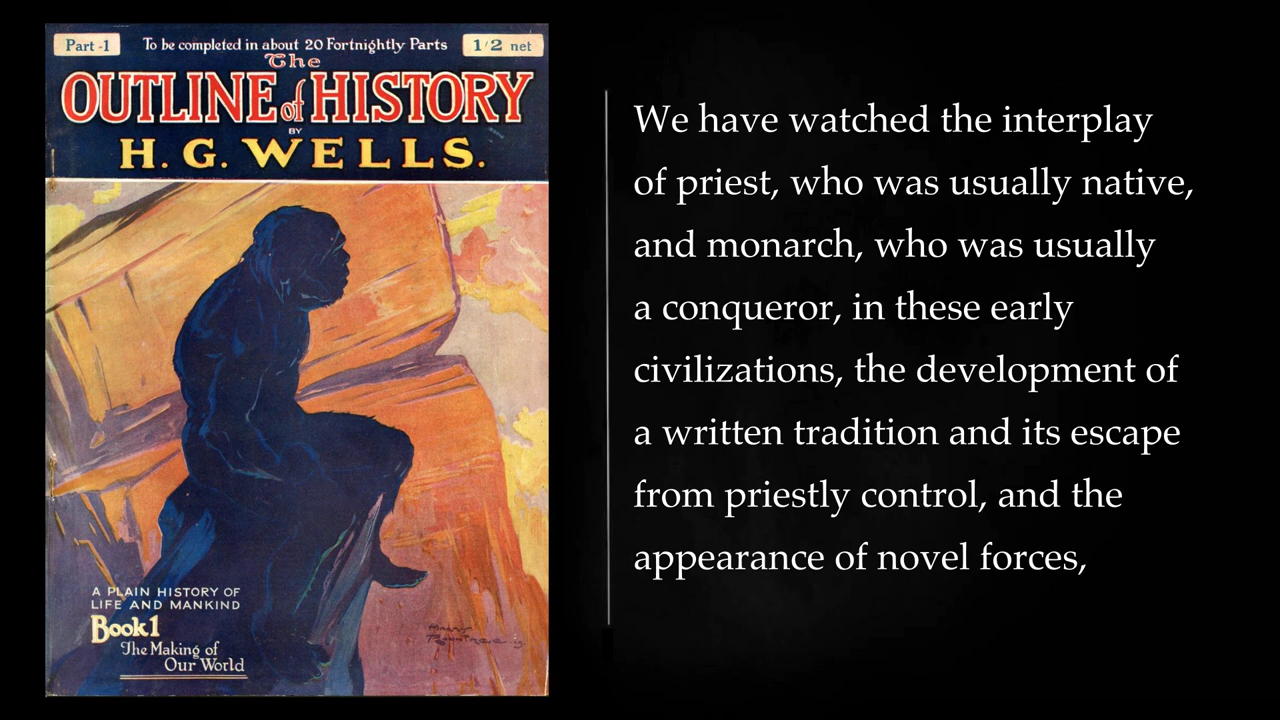 Part -1
To be completed in about 20 Fortnightly Parts
1/2 net
The
OUTLINE of HISTORY
BY
H. G. WELLS.
A PLAIN HISTORY OF
LIFE AND MANKIND
Book 1
The Making of
Our World
We have watched the interplay
of priest, who was usually native,
and monarch, who was usually
a conqueror, in these early
civilizations, the development of
a written tradition and its escape
from priestly control, and the
appearance of novel forces,